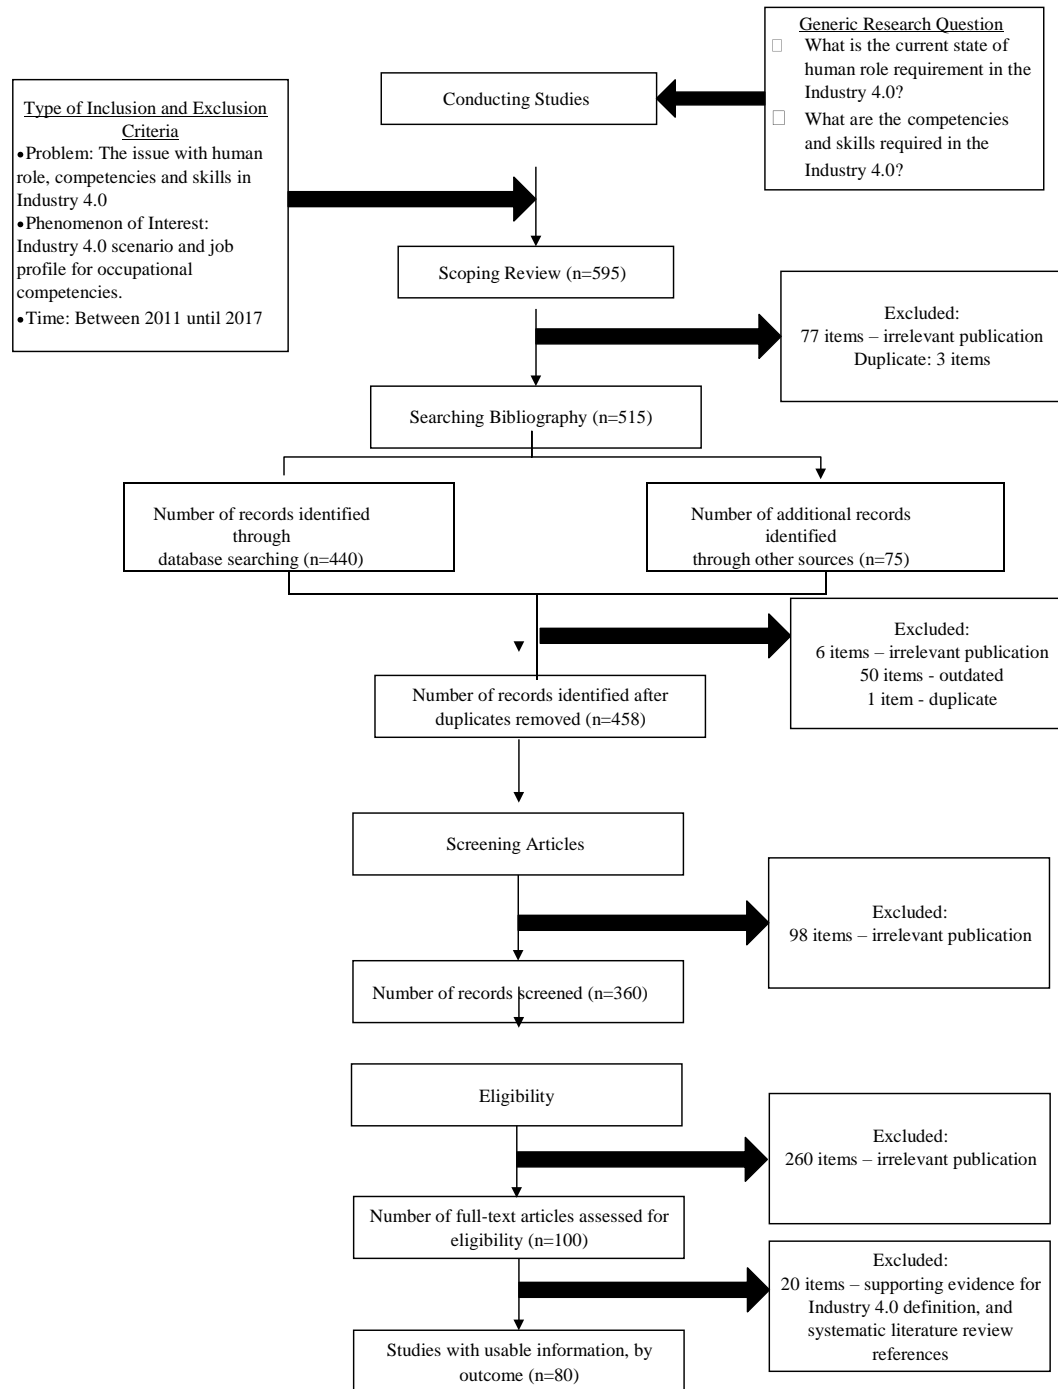 Generic Research Question
What is the current state of
human role requirement in the
Industry 4.0?
What are the competencies
and skills required in the
Industry 4.0?
Conducting Studies
Type of Inclusion and Exclusion
Criteria
•Problem: The issue with human
role, competencies and skills in
Industry 4.0
•Phenomenon of Interest:
Industry 4.0 scenario and job
profile for occupational
competencies.
•Time: Between 2011 until 2017
Scoping Review (n=595)
Excluded:
77 items – irrelevant publication
Duplicate: 3 items
Searching Bibliography (n=515)
Number of records identified
through
database searching (n=440)
Number of additional records
identified
through other sources (n=75)
Excluded:
6 items – irrelevant publication
50 items - outdated
1 item - duplicate
Number of records identified after
duplicates removed (n=458)
Screening Articles
Excluded:
98 items – irrelevant publication
Number of records screened (n=360)
Eligibility
Excluded:
260 items – irrelevant publication
Number of full-text articles assessed for
eligibility (n=100)
Excluded:
20 items – supporting evidence for
Industry 4.0 definition, and
systematic literature review
references
Studies with usable information, by
outcome (n=80)